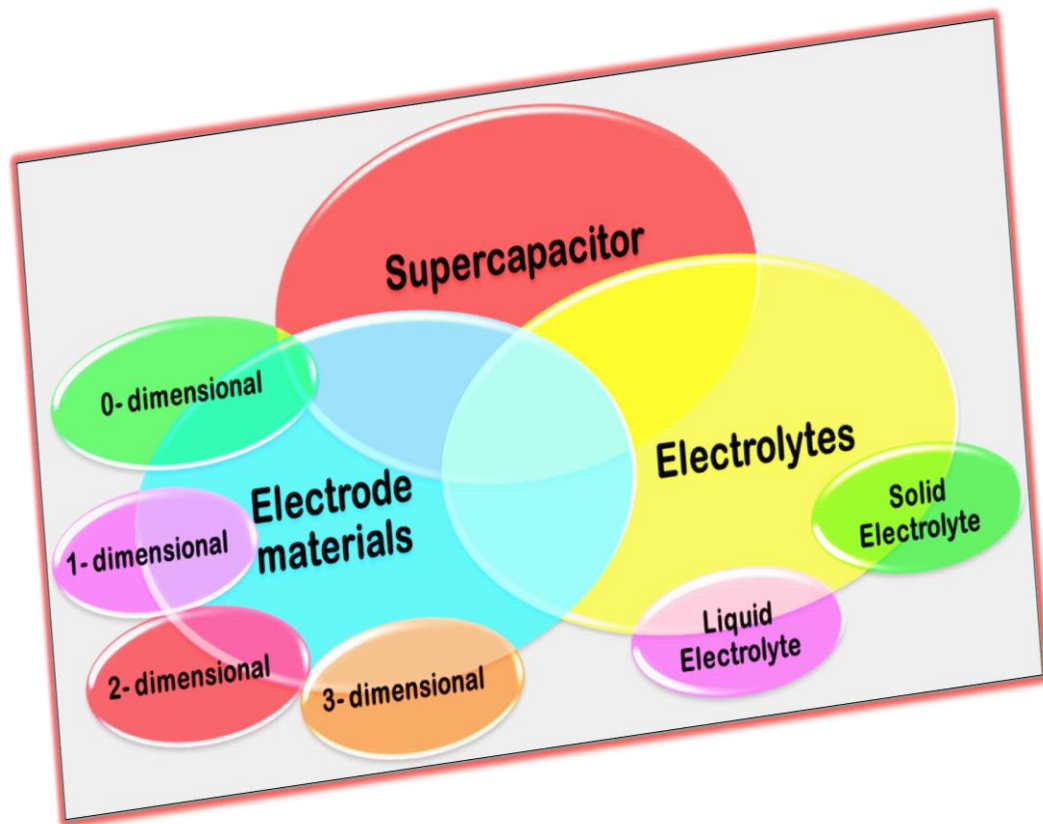 Supercapacitor
Electrode
materials
Electrolytes
0- dimensional
1- dimensional
2- dimensional
3- dimensional
Liquid
Electrolyte
Solid
Electrolyte